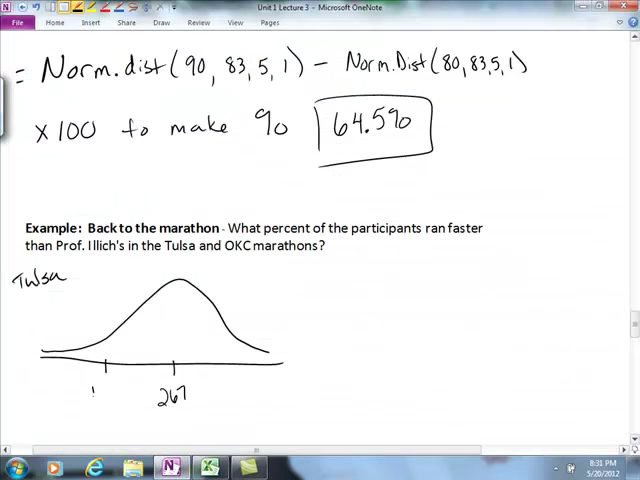 Unit 1 Lecture 3 - Microsoft OneNote
File Home Insert Share Draw Review View
Pages
= Norm.dist(90, 83, 5, 1) - Norm.Dist(80, 83, 5, 1)
x100 to make % 64.5%
Example: Back to the marathon - What percent of the participants ran faster
than Prof. Illich's in the Tulsa and OKC marathons?
Tulsa
267
8:31 PM
5/20/2012